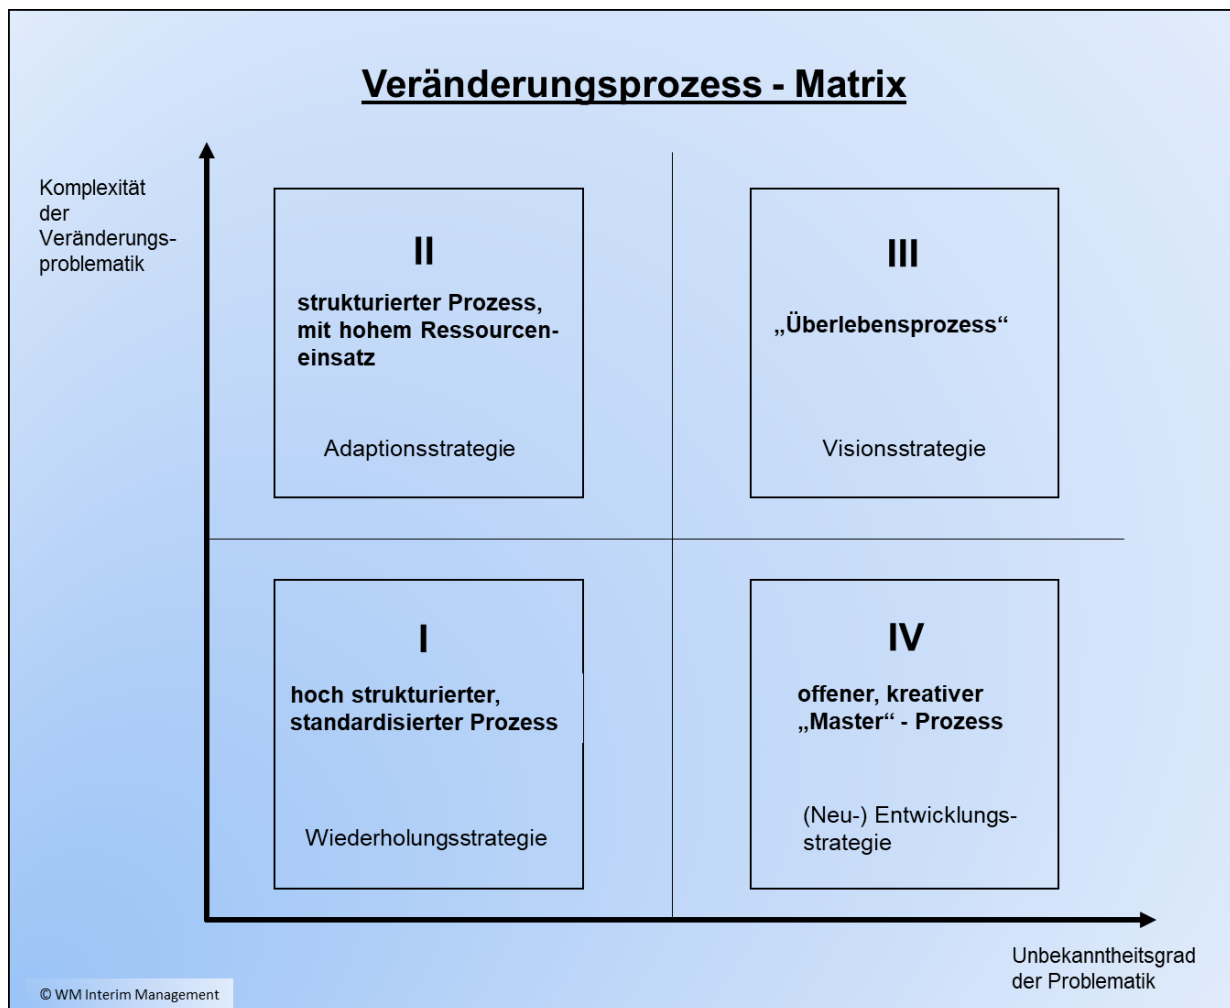 Veränderungsprozess - Matrix
Komplexität
der
Veränderungs-
problematik
II
strukturierter Prozess,
mit hohem Ressourcen-
einsatz
Adaptionsstrategie
III
„Überlebensprozess“
Visionsstrategie
I
hoch strukturierter,
standardisierter Prozess
Wiederholungsstrategie
IV
offener, kreativer
„Master“ - Prozess
(Neu-) Entwicklungs-
strategie
Unbekanntheitsgrad
der Problematik
© WM Interim Management